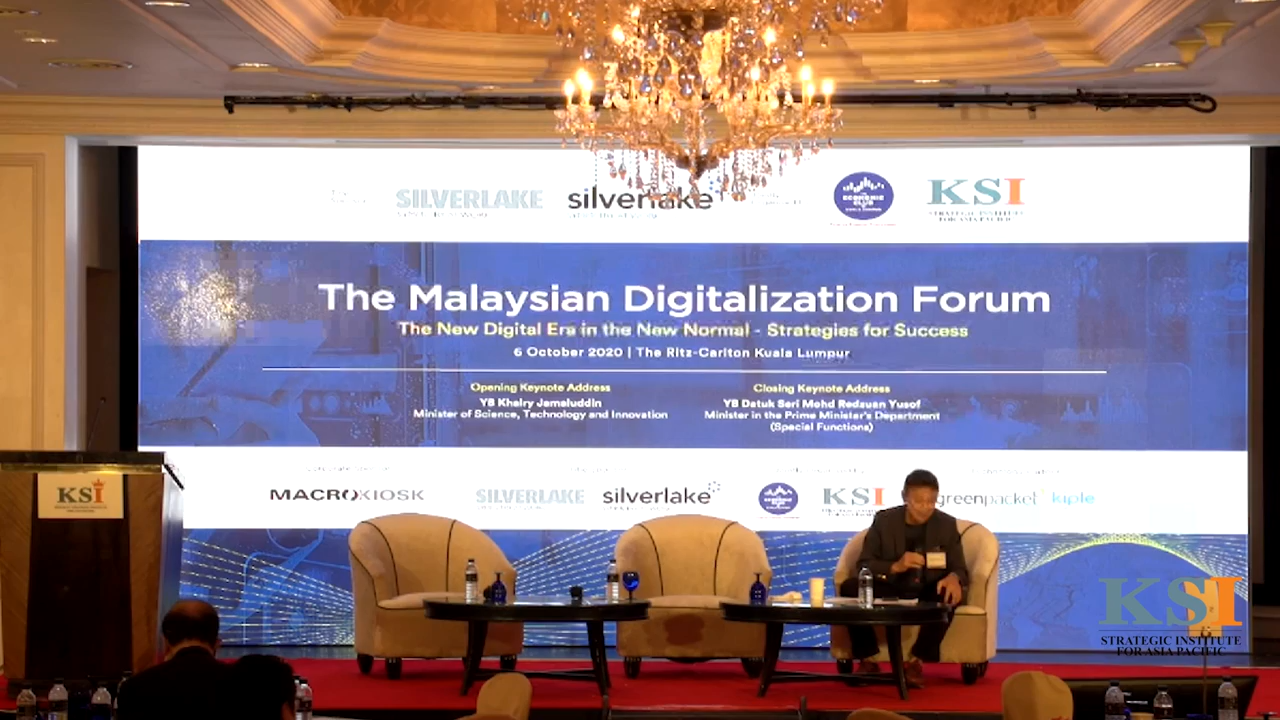 SILVERLAKE
silverlake
THE ECONOMIC CLUB
KSI
STRATEGIC INSTITUTE
FOR ASIA PACIFIC
The Malaysian Digitalization Forum
The New Digital Era in the New Normal - Strategies for Success
6 October 2020 | The Ritz-Carlton Kuala Lumpur
Opening Keynote Address
YB Khairy Jamaluddin
Minister of Science, Technology and Innovation
Closing Keynote Address
YB Datuk Seri Mohd Redzuan Yusof
Minister in the Prime Minister's Department
(Special Functions)
MACROKIOSK
SILVERLAKE
silverlake
KSI
greenpacket
kiple
KSI
KSI
STRATEGIC INSTITUTE
FOR ASIA PACIFIC